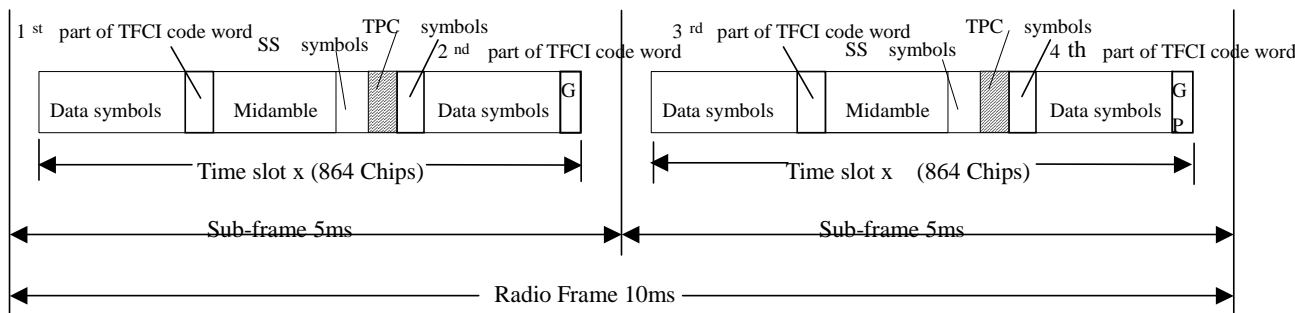 1 st part of TFCI code word
SS symbols
TPC symbols
2 nd part of TFCI code word
Data symbols
Midamble
Data symbols
G
Time slot x (864 Chips)
Sub-frame 5ms
3 rd part of TFCI code word
SS symbols
TPC symbols
4 th part of TFCI code word
Data symbols
Midamble
Data symbols
G
P
Time slot x (864 Chips)
Sub-frame 5ms
Radio Frame 10ms